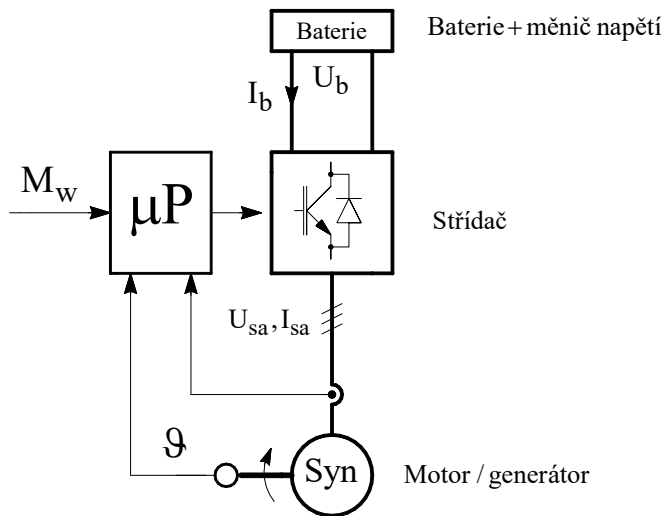 Baterie
Baterie + měnič napětí
I_b
U_b
M_w
μP
Střídač
U_sa, I_sa
ϑ
Syn
Motor / generátor